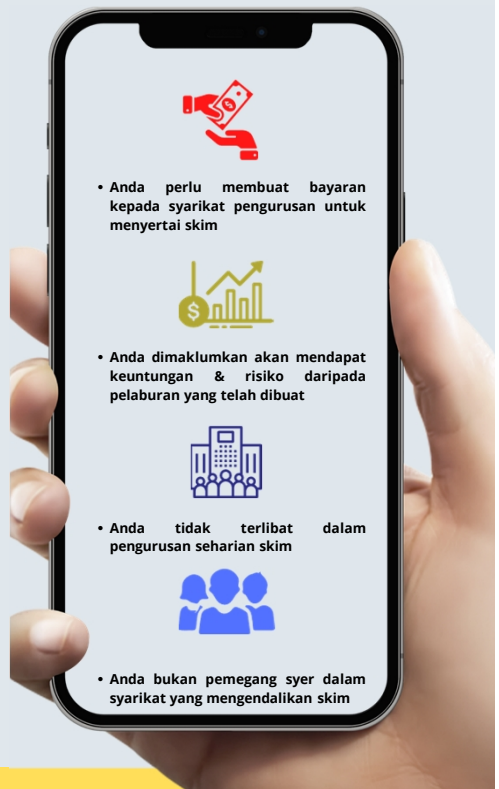 • Anda perlu membuat bayaran
kepada syarikat pengurusan untuk
menyertai skim
• Anda dimaklumkan akan mendapat
keuntungan & risiko daripada
pelaburan yang telah dibuat
• Anda tidak terlibat dalam
pengurusan seharian skim
• Anda bukan pemegang syer dalam
syarikat yang mengendalikan skim